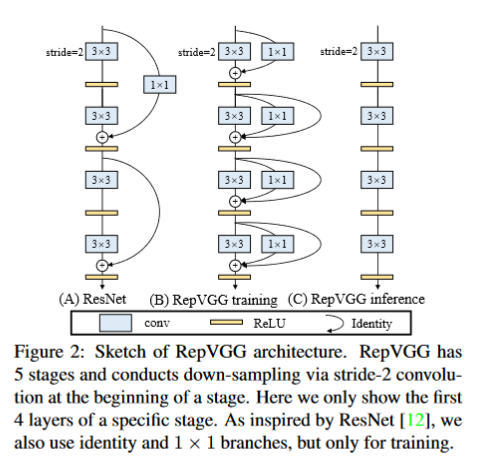 stride=2 3×3 stride=2 3×3 1×1 stride=2 3×3
1×1
3×3 3×3 1×1 3×3
3×3 3×3 1×1 3×3
3×3 3×3 1×1 3×3
(A) ResNet (B) RepVGG training (C) RepVGG inference
conv ReLU Identity
Figure 2: Sketch of RepVGG architecture. RepVGG has
5 stages and conducts down-sampling via stride-2 convolu-
tion at the beginning of a stage. Here we only show the first
4 layers of a specific stage. As inspired by ResNet [12], we
also use identity and 1 × 1 branches, but only for training.